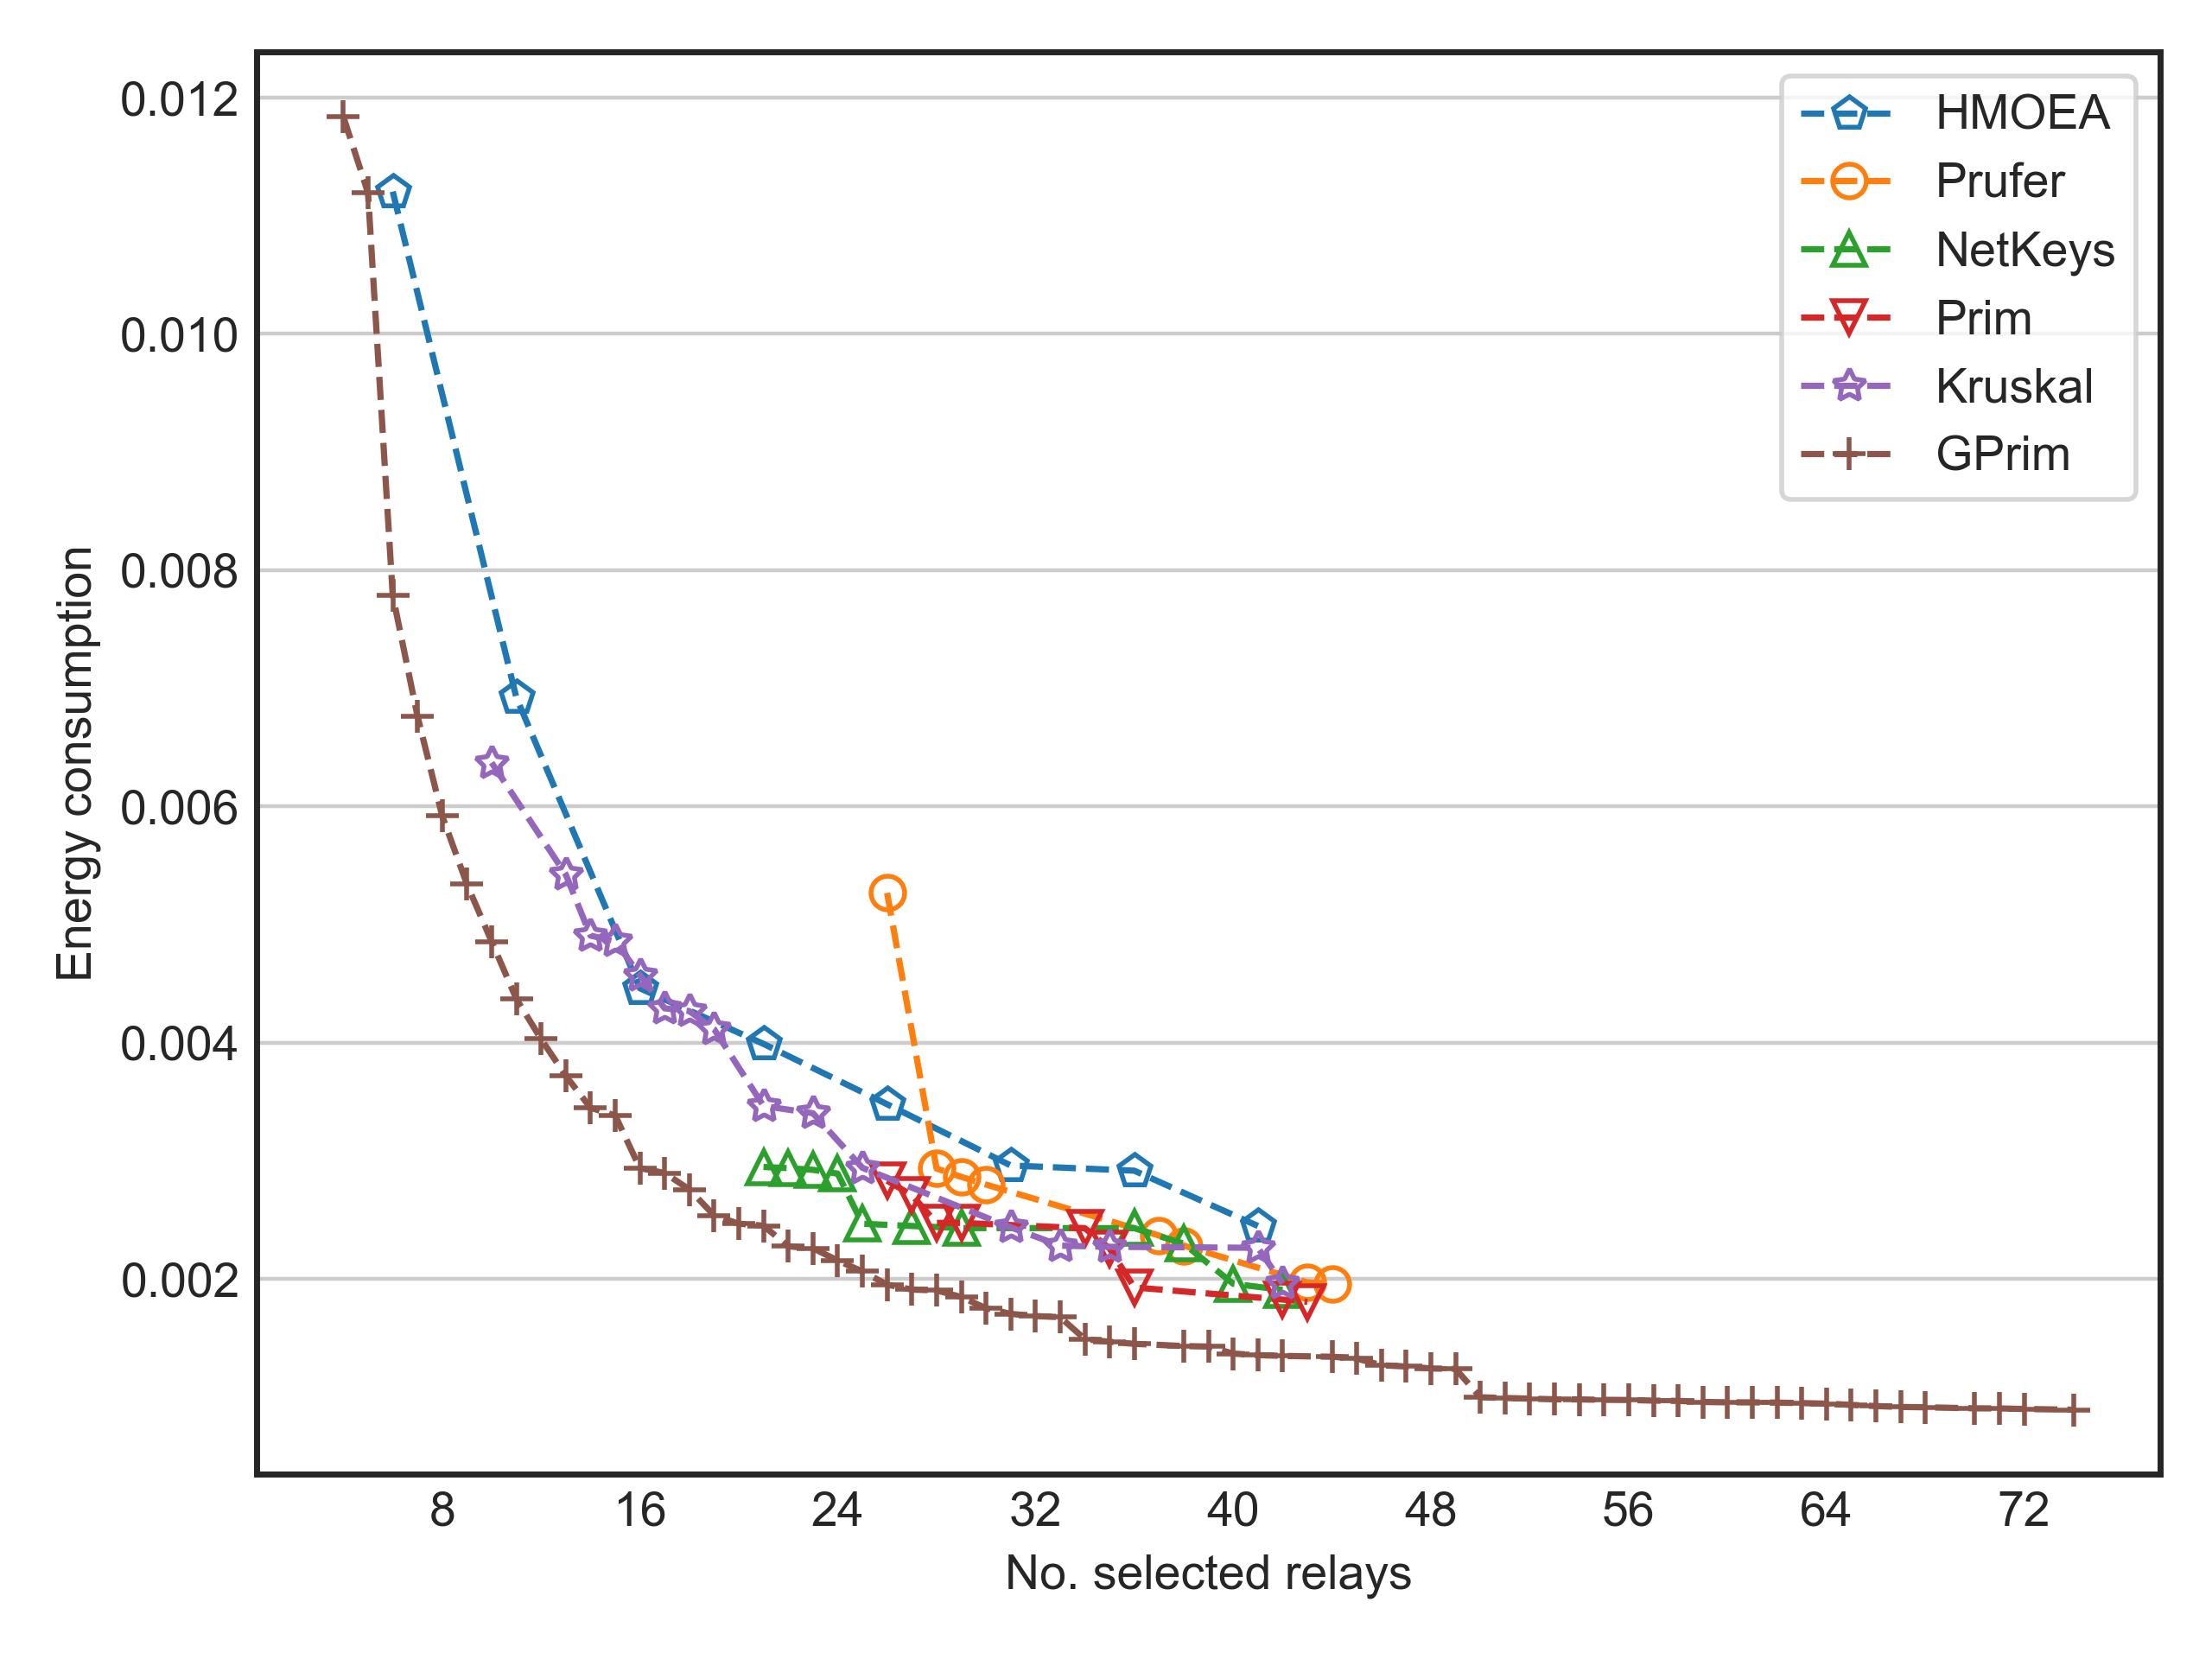 0.012
0.010
0.008
0.006
0.004
0.002
Energy consumption
8 16 24 32 40 48 56 64 72
No. selected relays
HMOEA
Prufer
NetKeys
Prim
Kruskal
GPrim